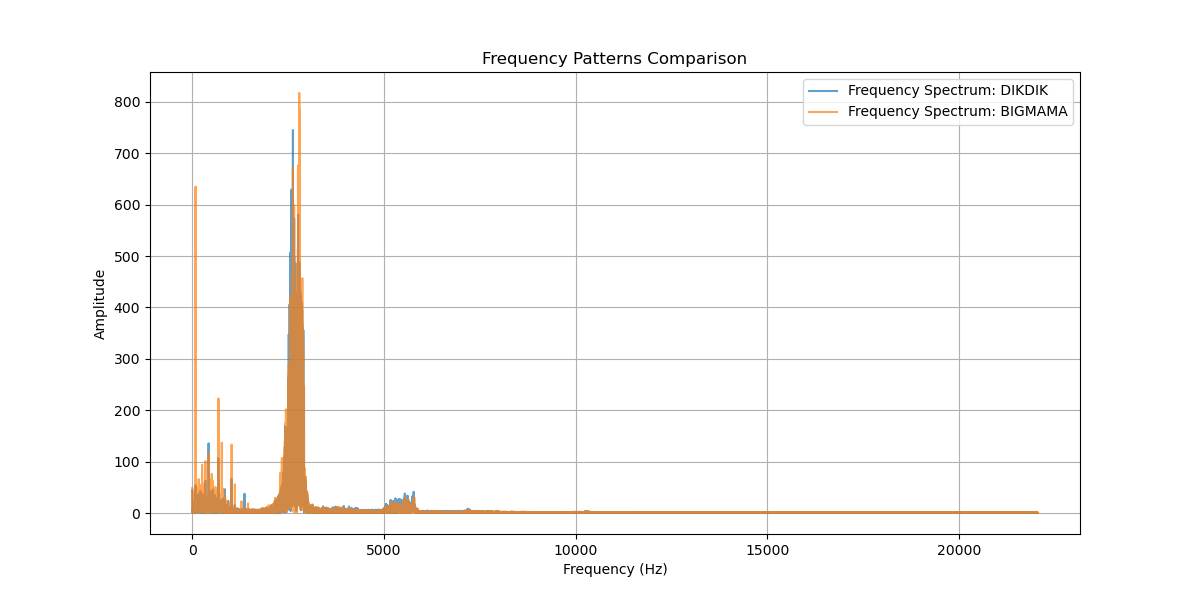 Frequency Patterns Comparison
Frequency Spectrum: DIKDIK
Frequency Spectrum: BIGMAMA
Amplitude
800
700
600
500
400
300
200
100
0
0 5000 10000 15000 20000
Frequency (Hz)